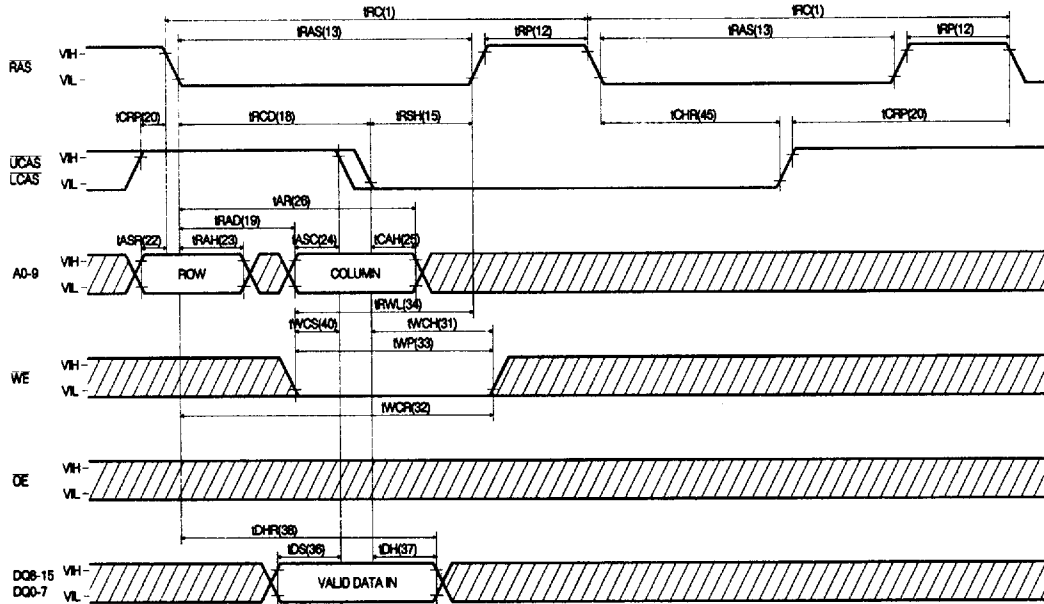 tRC(1) tRC(1)
tRAS(13) tRP(12) tRAS(13) tRP(12)
RAS VIH
VIL
tCRP(20) tRCD(18) tRSH(15) tCHR(45) tCRP(20)
UCAS VIH
LCAS VIL
tAR(26)
tRAD(19)
tASR(22) tRAH(23) tASC(24) tCAH(25)
A0-9 VIH
VIL
ROW COLUMN
tRWL(34)
tWCS(40) tWCH(31)
tWP(33)
WE VIH
VIL
tWCR(32)
OE VIH
VIL
tDHR(38)
tDS(36) tDH(37)
DQ8-15 VIH
DQ0-7 VIL
VALID DATA IN